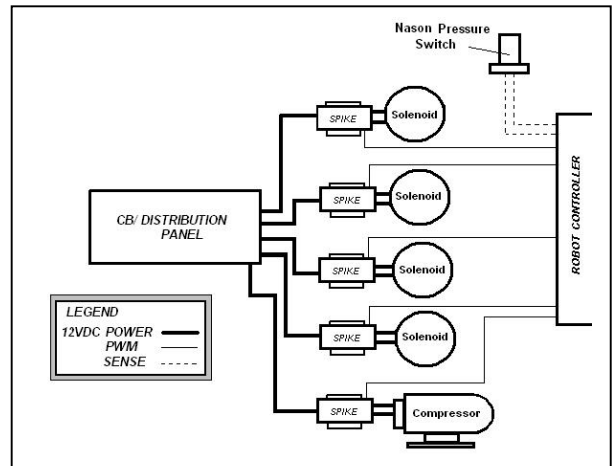 Nason Pressure
Switch
SPIKE
Solenoid
SPIKE
Solenoid
CB/ DISTRIBUTION
PANEL
SPIKE
Solenoid
SPIKE
Solenoid
SPIKE
Compressor
ROBOT CONTROLLER
LEGEND
12VDC POWER
PWM
SENSE